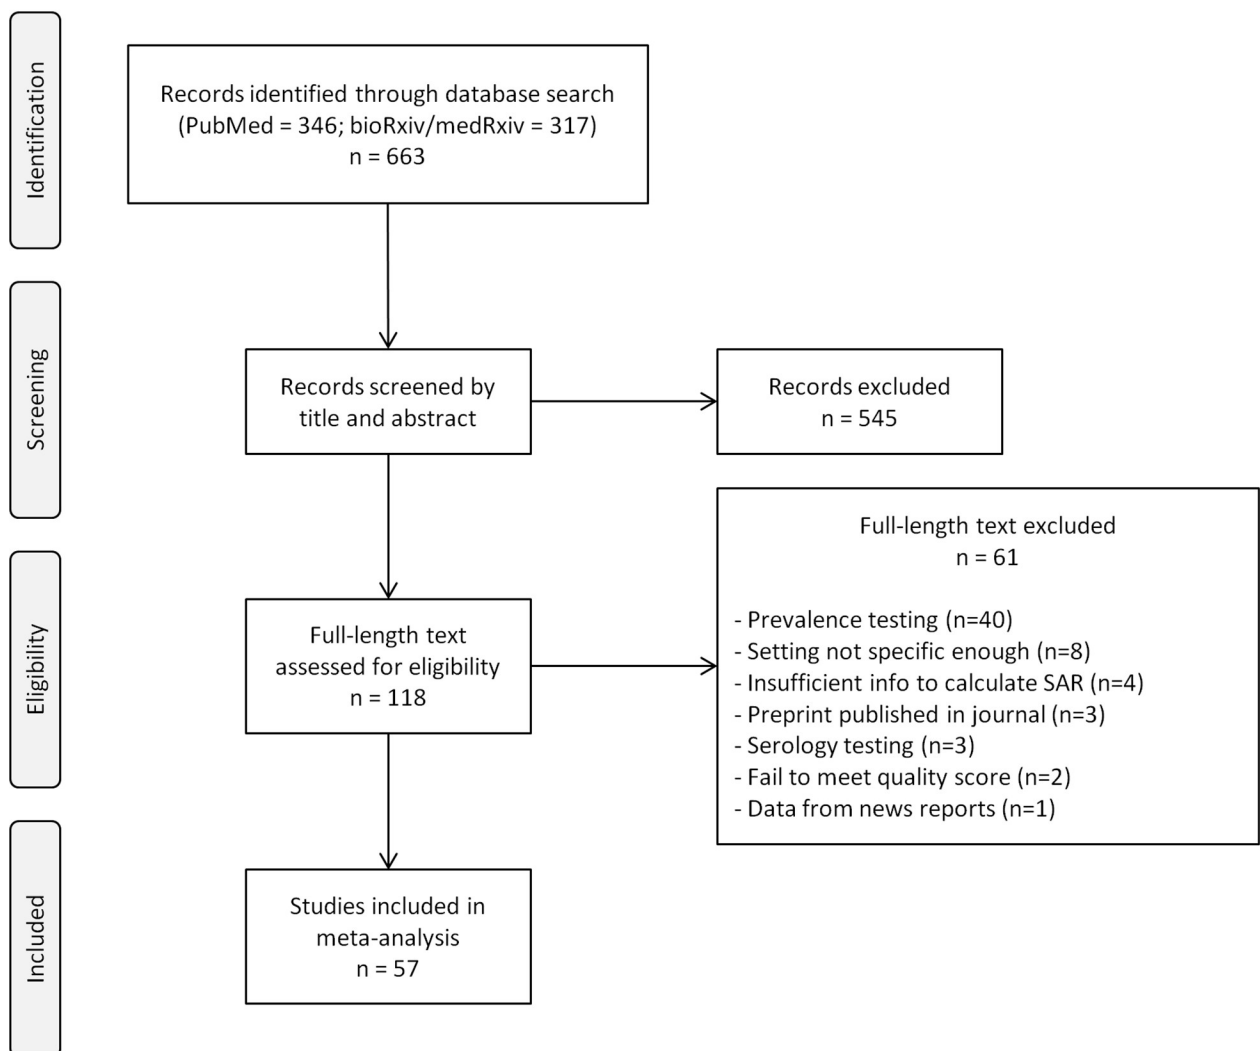 Identification
Records identified through database search
(PubMed = 346; bioRxiv/medRxiv = 317)
n = 663
Screening
Records screened by
title and abstract
Records excluded
n = 545
Eligibility
Full-length text
assessed for eligibility
n = 118
Full-length text excluded
n = 61
- Prevalence testing (n=40)
- Setting not specific enough (n=8)
- Insufficient info to calculate SAR (n=4)
- Preprint published in journal (n=3)
- Serology testing (n=3)
- Fail to meet quality score (n=2)
- Data from news reports (n=1)
Included
Studies included in
meta-analysis
n = 57